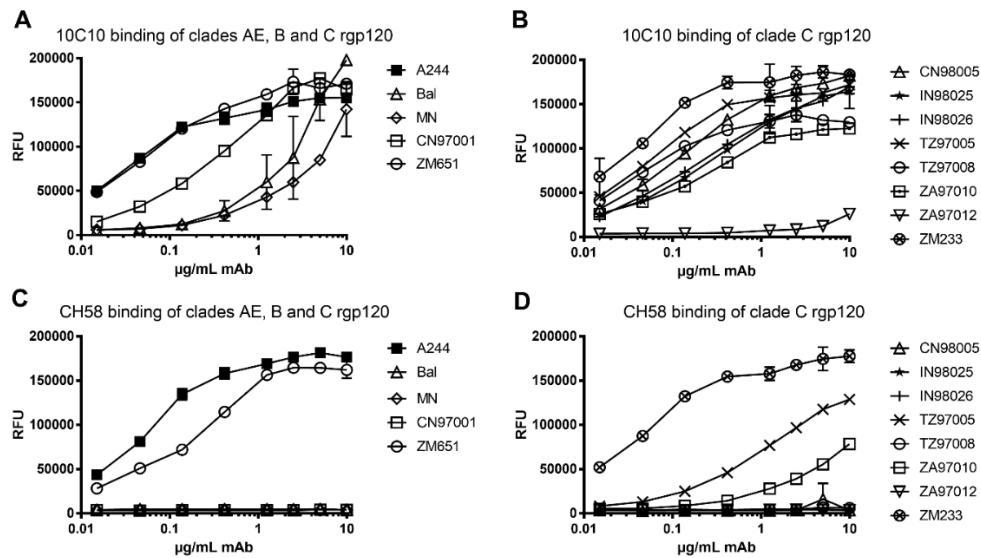 A
10C10 binding of clades AE, B and C rgp120
RFU
200000
150000
100000
50000
0
0.01
0.1
1
10
µg/mL mAb
A244
Bal
MN
CN97001
ZM651
B
10C10 binding of clade C rgp120
RFU
200000
150000
100000
50000
0
0.01
0.1
1
10
µg/mL mAb
CN98005
IN98025
IN98026
TZ97005
TZ97008
ZA97010
ZA97012
ZM233
C
CH58 binding of clades AE, B and C rgp120
RFU
200000
150000
100000
50000
0
0.01
0.1
1
10
µg/mL mAb
A244
Bal
MN
CN97001
ZM651
D
CH58 binding of clade C rgp120
RFU
200000
150000
100000
50000
0
0.01
0.1
1
10
µg/mL mAb
CN98005
IN98025
IN98026
TZ97005
TZ97008
ZA97010
ZA97012
ZM233